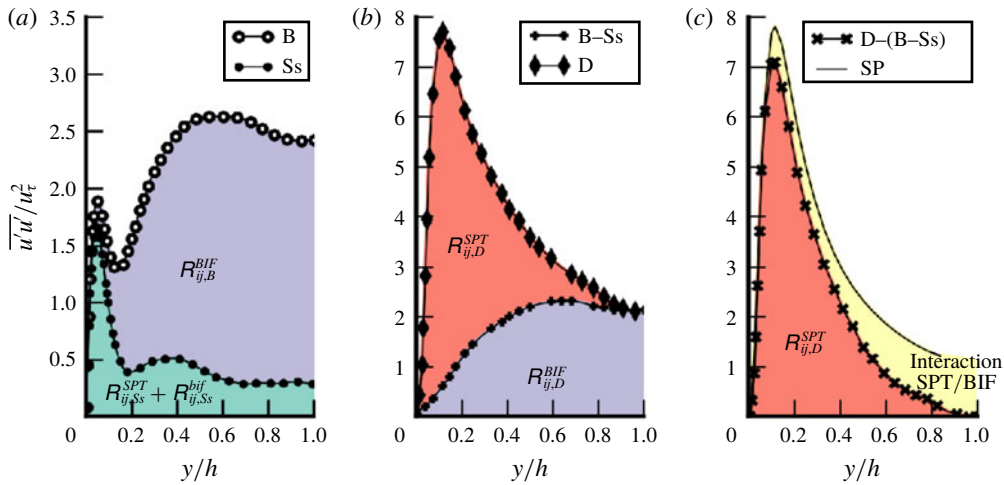 (a)
3.5
3.0
2.5
2.0
1.5
1.0
0.5
0
0.2
0.4
0.6
0.8
1.0
y/h
u′u′/u²τ
B
Ss
R^{BIF}_{ij,B}
R^{SPT}_{ij,Ss} + R^{bif}_{ij,Ss}
(b)
8
7
6
5
4
3
2
1
0
0.2
0.4
0.6
0.8
1.0
y/h
B–Ss
D
R^{SPT}_{ij,D}
R^{BIF}_{ij,D}
(c)
8
7
6
5
4
3
2
1
0
0.2
0.4
0.6
0.8
1.0
y/h
D–(B–Ss)
SP
R^{SPT}_{ij,D}
Interaction
SPT/BIF